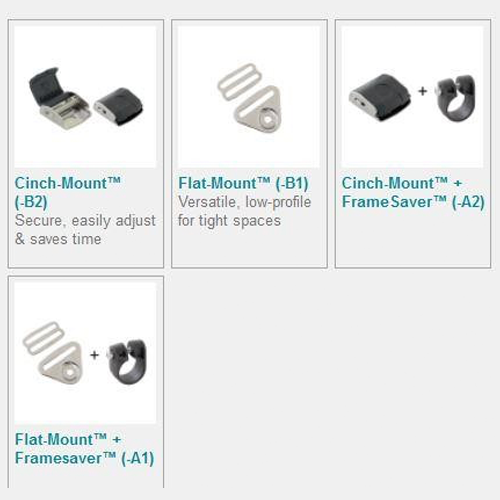 Cinch-Mount™
(-B2)
Secure, easily adjust
& saves time
Flat-Mount™ (-B1)
Versatile, low-profile
for tight spaces
Cinch-Mount™ +
FrameSaver™ (-A2)
+
Flat-Mount™ +
Framesaver™ (-A1)
+